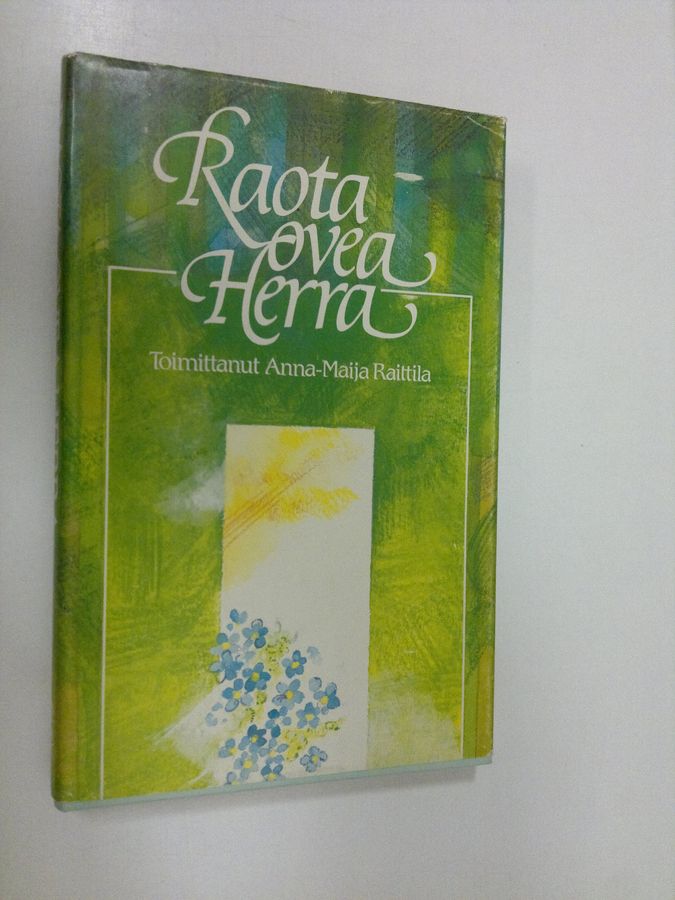 Raota
ovea
Herra
Toimittanut Anna-Maija Raittila